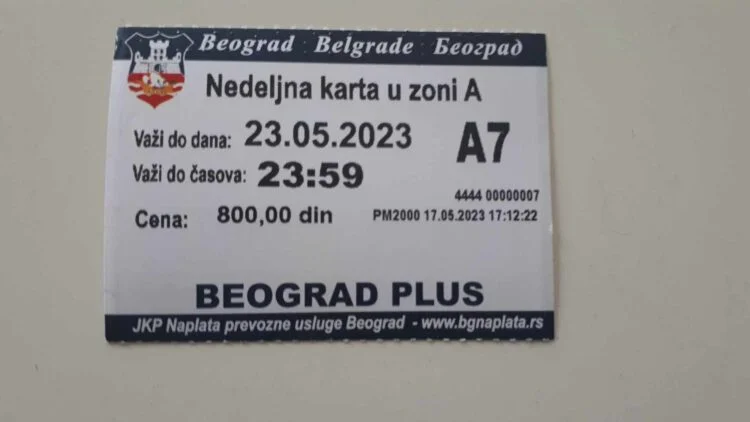 Beograd Belgrade Београд
Nedeljna karta u zoni A
Važi do dana: 23.05.2023 A7
Važi do časova: 23:59
4444 00000007
Cena: 800,00 din PM2000 17.05.2023 17:12:22
BEOGRAD PLUS
JKP Naplata prevozne usluge Beograd - www.bgnaplata.rs